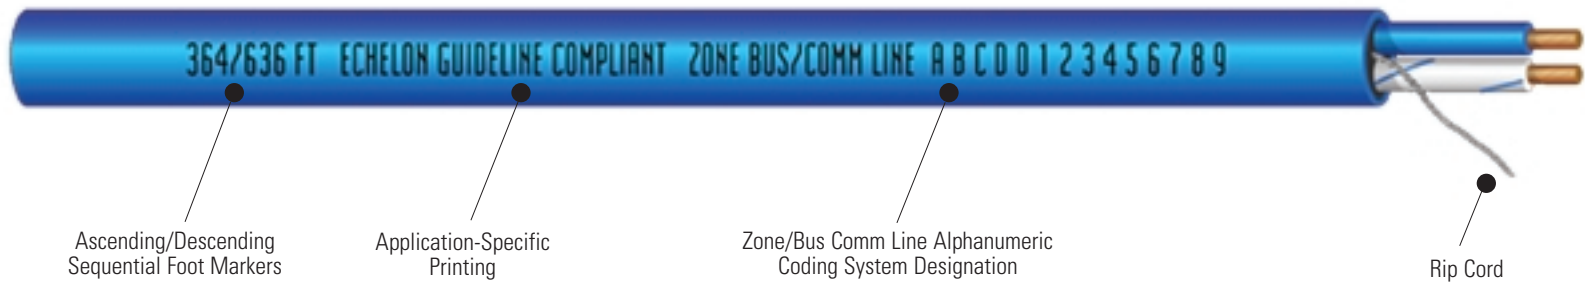 364/636 FT ECHELON GUIDELINE COMPLIANT ZONE BUS/COMM LINE A B C D 0 1 2 3 4 5 6 7 8 9
Ascending/Descending
Sequential Foot Markers
Application-Specific
Printing
Zone/Bus Comm Line Alphanumeric
Coding System Designation
Rip Cord